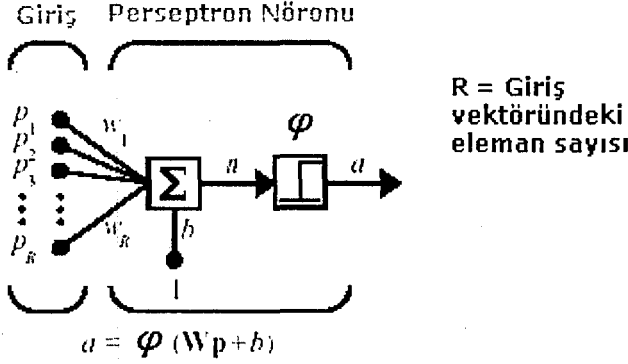 Giriş Perseptron Nöronu
p1
p2
p3
pR
w1
wR
Σ
n
φ
a
b
1
R = Giriş
vektöründeki
eleman sayısı
a = φ (Wp+b)